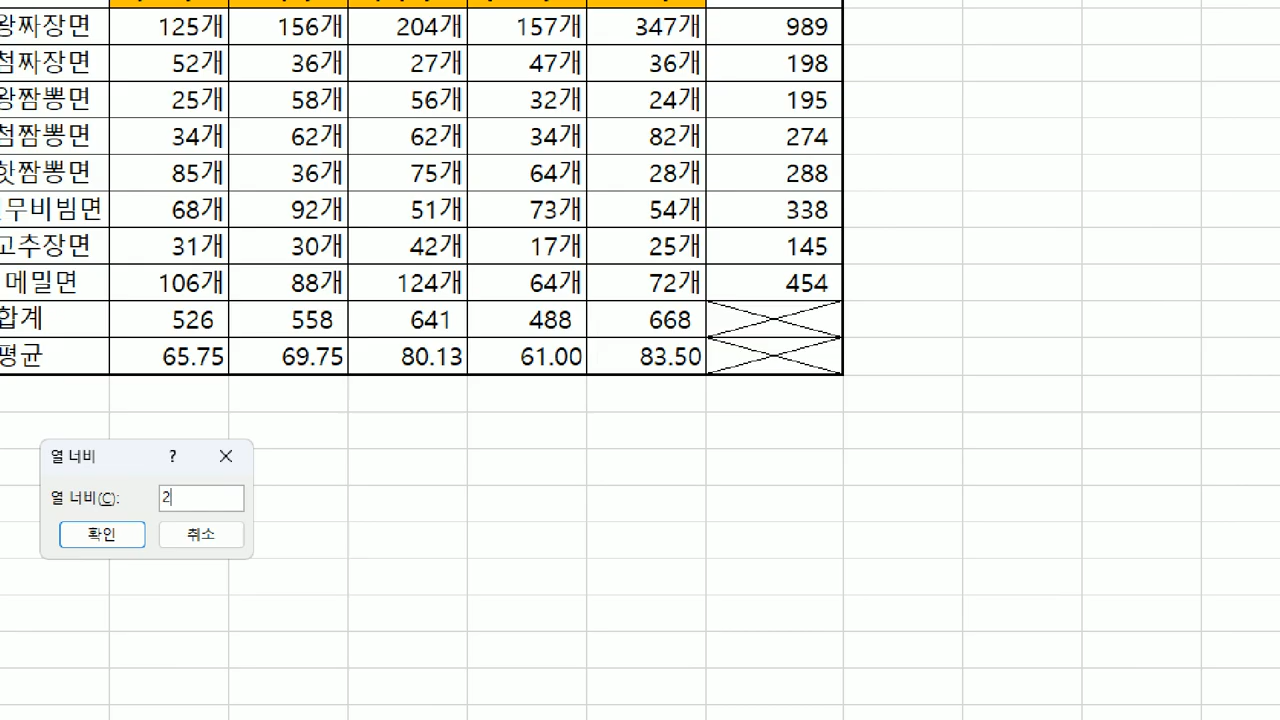 왕짜장면 125개 156개 204개 157개 347개 989
첨짜장면 52개 36개 27개 47개 36개 198
왕짬뽕면 25개 58개 56개 32개 24개 195
첨짬뽕면 34개 62개 62개 34개 82개 274
핫짬뽕면 85개 36개 75개 64개 28개 288
무비빔면 68개 92개 51개 73개 54개 338
고추장면 31개 30개 42개 17개 25개 145
메밀면 106개 88개 124개 64개 72개 454
합계 526 558 641 488 668
평균 65.75 69.75 80.13 61.00 83.50
열 너비 ?
열 너비(C): 2
확인 취소